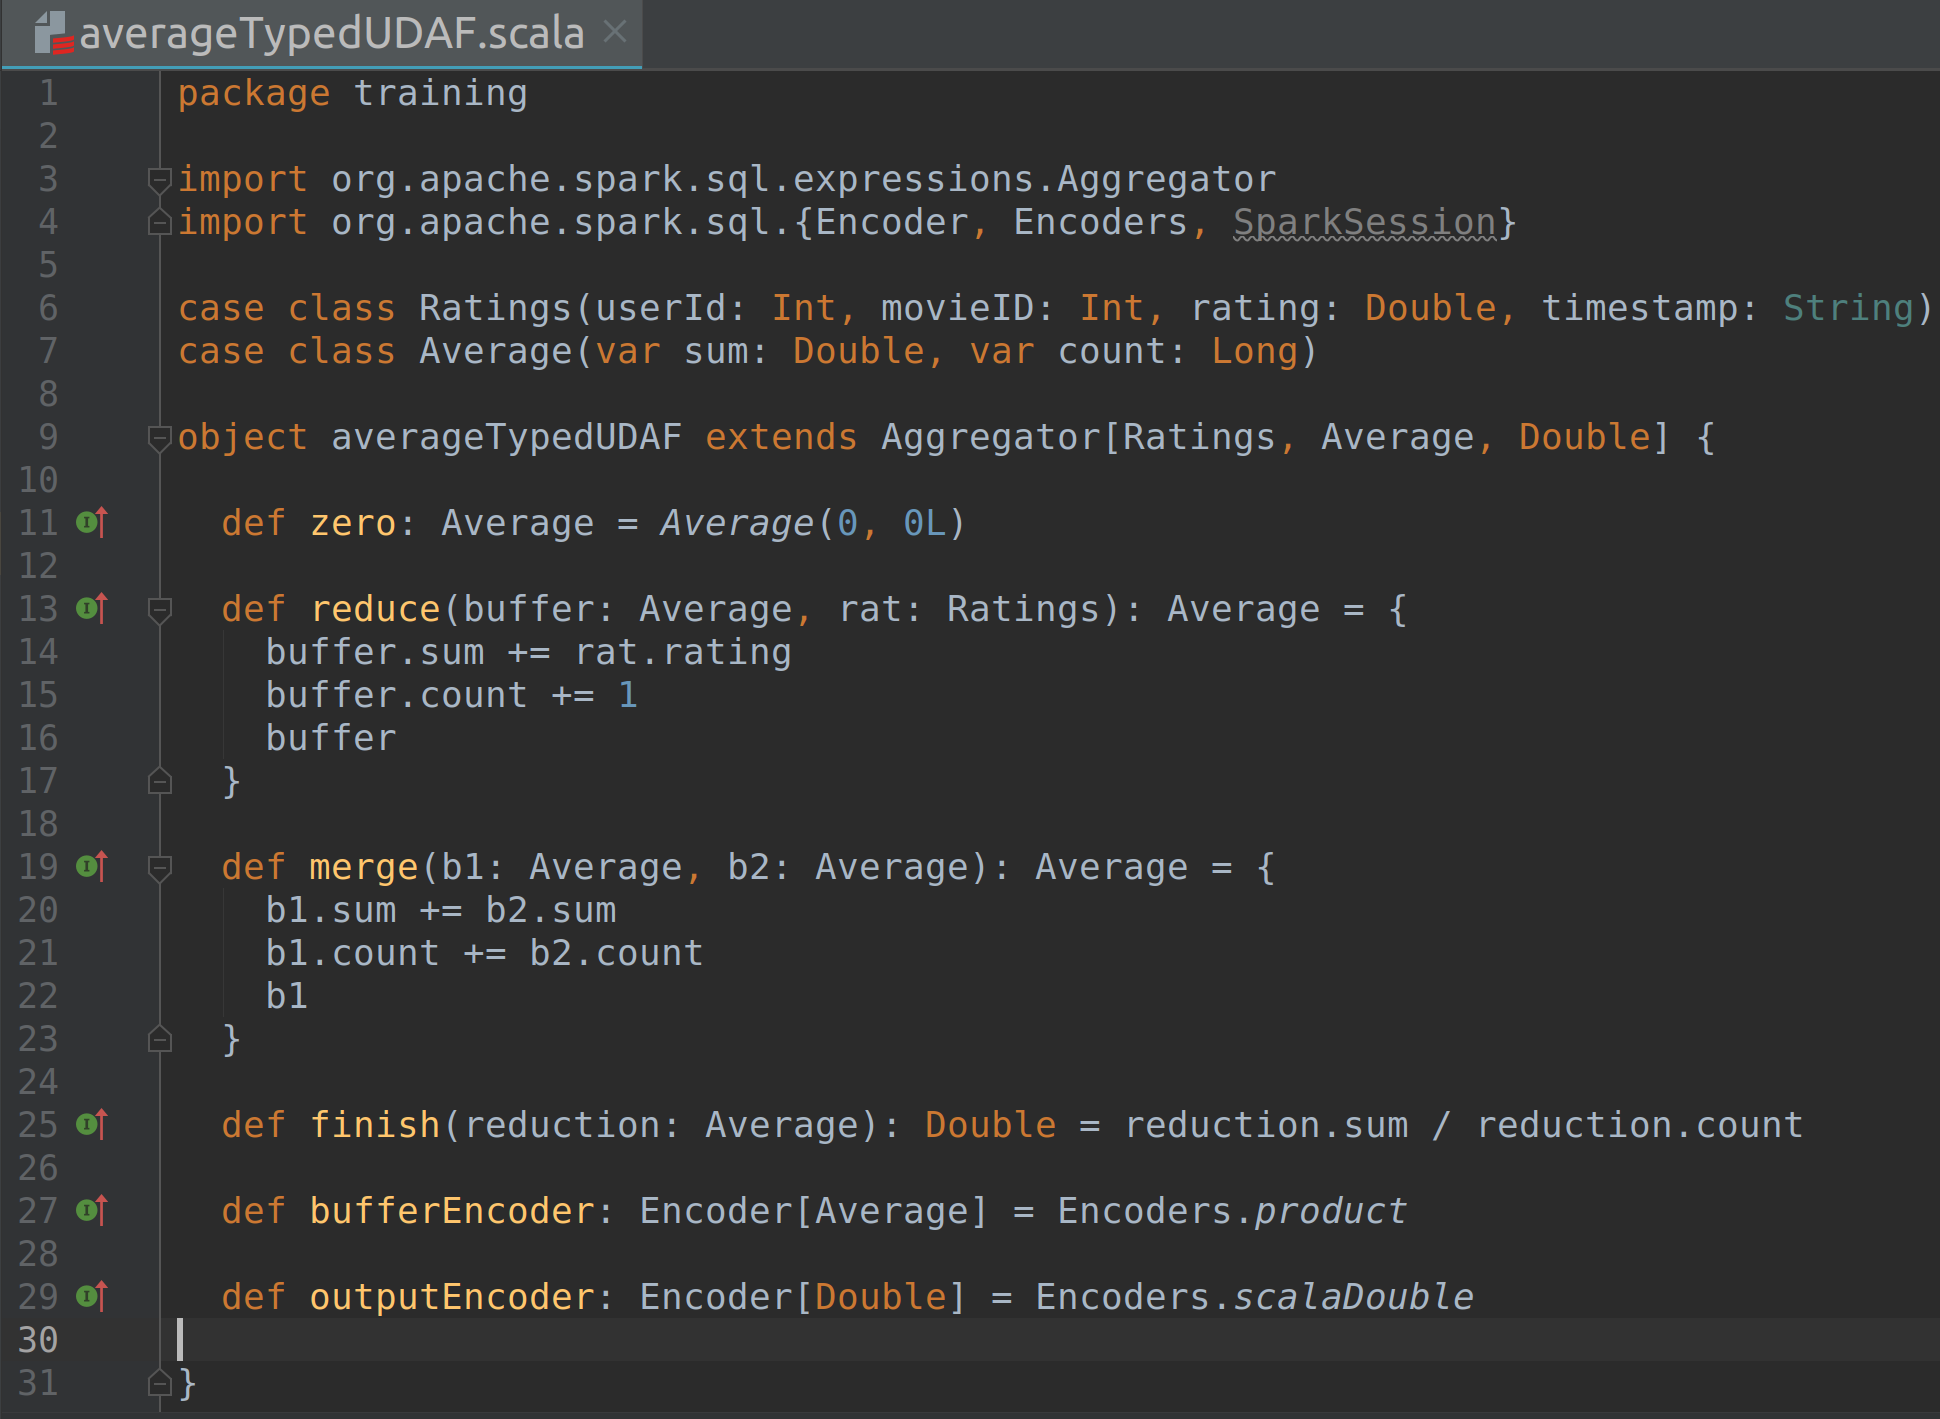 averageTypedUDAF.scala
1 package training
2
3 import org.apache.spark.sql.expressions.Aggregator
4 import org.apache.spark.sql.{Encoder, Encoders, SparkSession}
5
6 case class Ratings(userId: Int, movieID: Int, rating: Double, timestamp: String)
7 case class Average(var sum: Double, var count: Long)
8
9 object averageTypedUDAF extends Aggregator[Ratings, Average, Double] {
10
11   def zero: Average = Average(0, 0L)
12
13   def reduce(buffer: Average, rat: Ratings): Average = {
14     buffer.sum += rat.rating
15     buffer.count += 1
16     buffer
17   }
18
19   def merge(b1: Average, b2: Average): Average = {
20     b1.sum += b2.sum
21     b1.count += b2.count
22     b1
23   }
24
25   def finish(reduction: Average): Double = reduction.sum / reduction.count
26
27   def bufferEncoder: Encoder[Average] = Encoders.product
28
29   def outputEncoder: Encoder[Double] = Encoders.scalaDouble
30
31 }